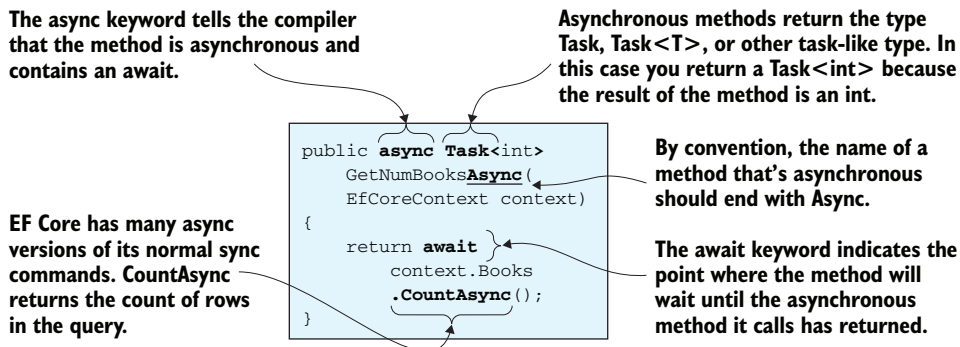 The async keyword tells the compiler
that the method is asynchronous and
contains an await.
Asynchronous methods return the type
Task, Task<T>, or other task-like type. In
this case you return a Task<int> because
the result of the method is an int.
public async Task<int>
GetNumBooksAsync(
EfCoreContext context)
{
return await
context.Books
.CountAsync();
}
By convention, the name of a
method that's asynchronous
should end with Async.
EF Core has many async
versions of its normal sync
commands. CountAsync
returns the count of rows
in the query.
The await keyword indicates the
point where the method will
wait until the asynchronous
method it calls has returned.